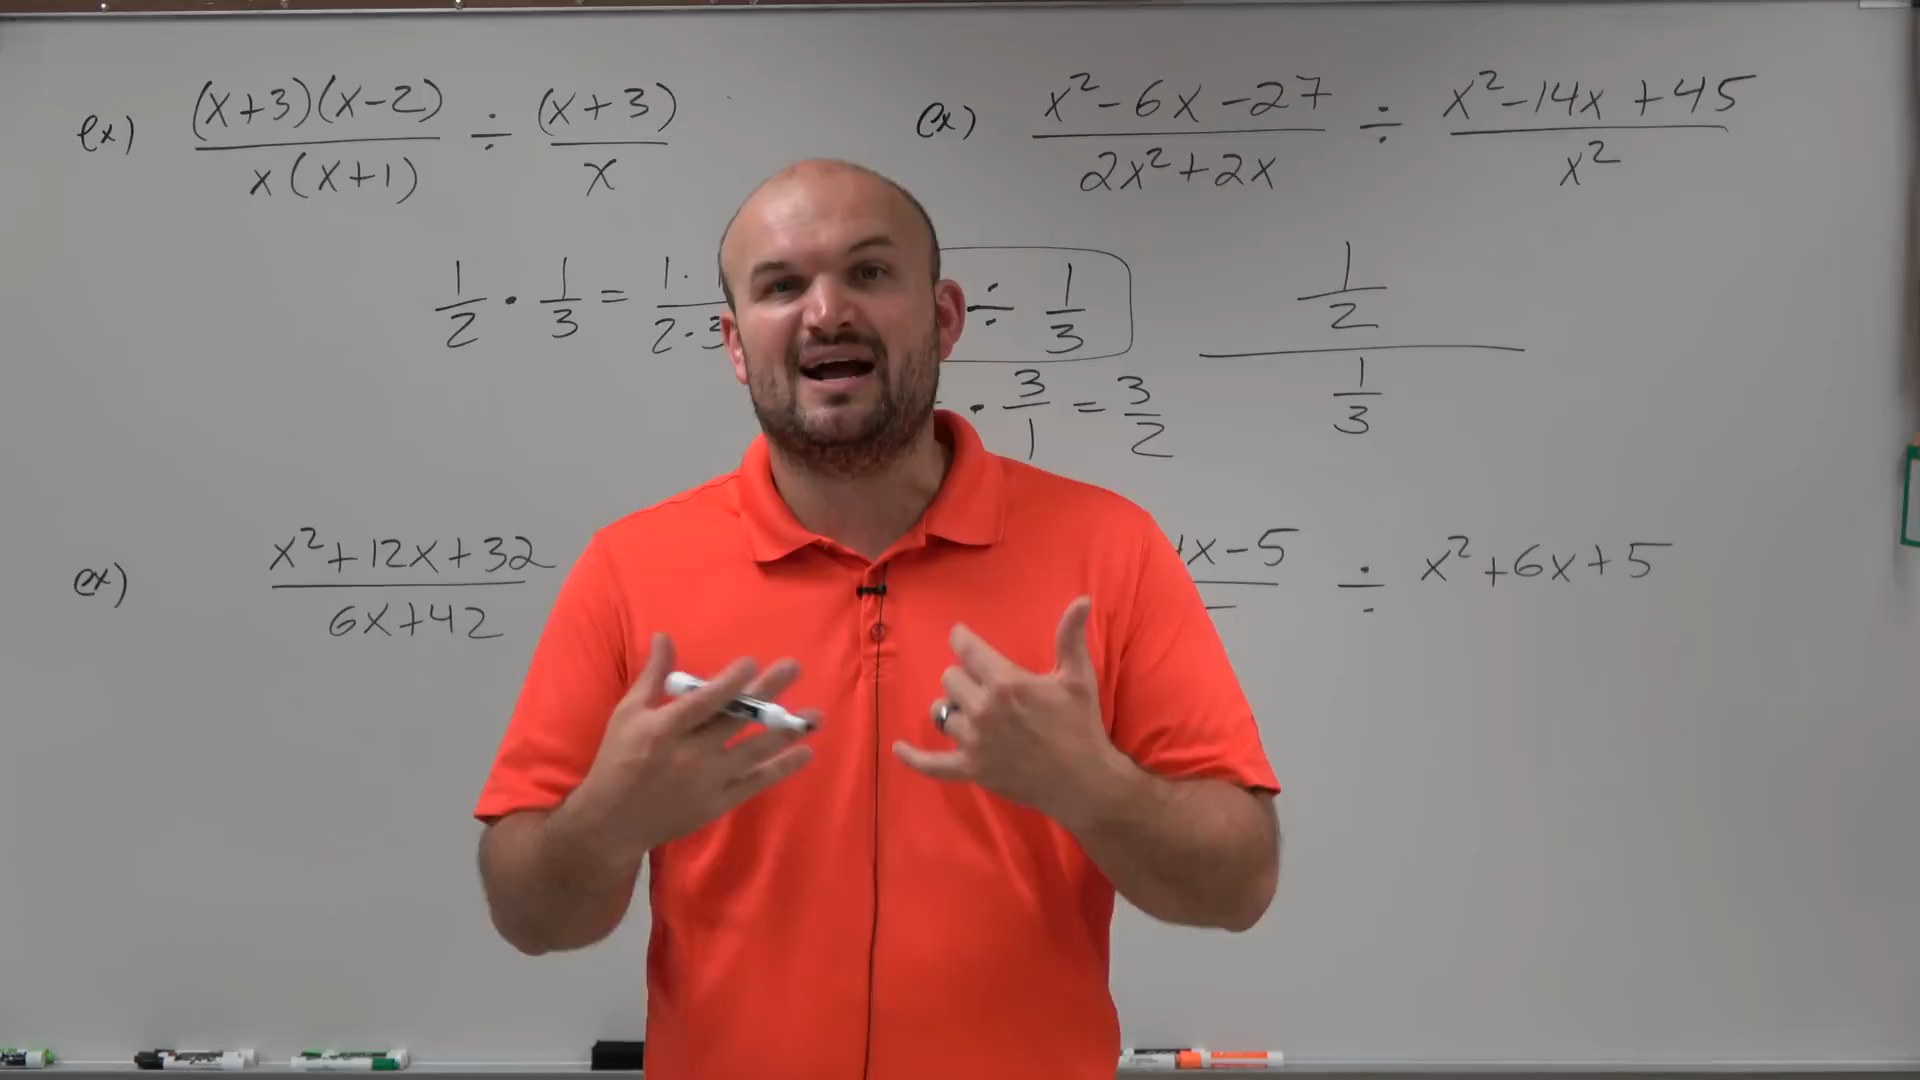 ex) (x+3)(x-2) / x(x+1) ÷ (x+3) / x
ex) x²-6x-27 / 2x²+2x ÷ x²-14x+45 / x²
1/2 · 1/3 = 1· / 2·3
÷ 1/3
· 3/1 = 3/2
1/2 / 1/3
ex) x²+12x+32 / 6x+42
x-5 ÷ x²+6x+5